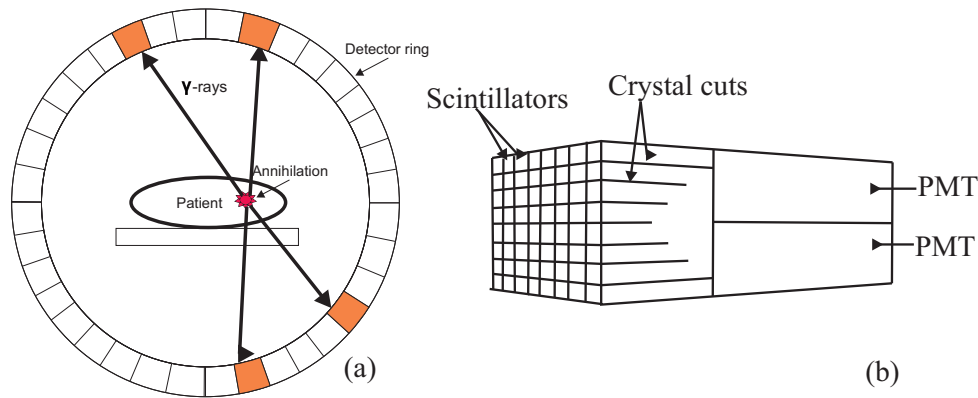 Detector ring
γ-rays
Annihilation
Patient
(a)
Scintillators
Crystal cuts
PMT
PMT
(b)